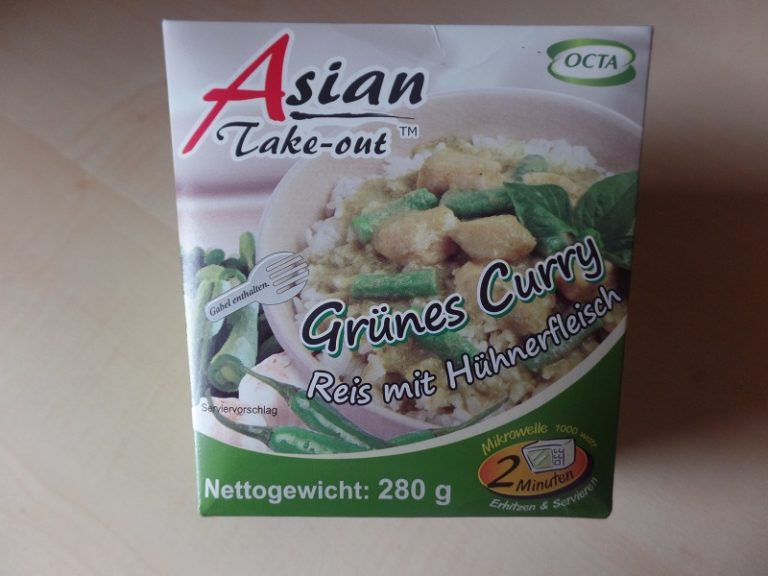 Asian
Take-out™
OCTA
Gabel enthalten.
Grünes Curry
Reis mit Hühnerfleisch
Serviervorschlag
Mikrowelle 1000 watt
2 Minuten
Erhitzen & Servieren
Nettogewicht: 280 g